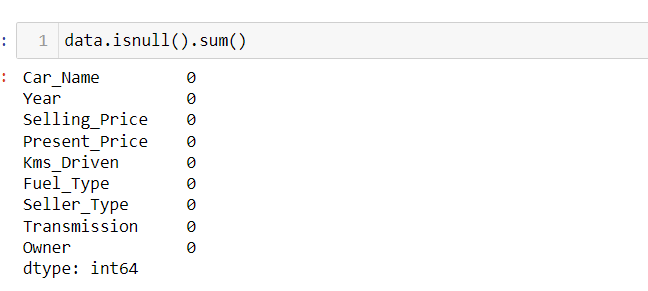 : 1 data.isnull().sum()
: Car_Name 0
Year 0
Selling_Price 0
Present_Price 0
Kms_Driven 0
Fuel_Type 0
Seller_Type 0
Transmission 0
Owner 0
dtype: int64